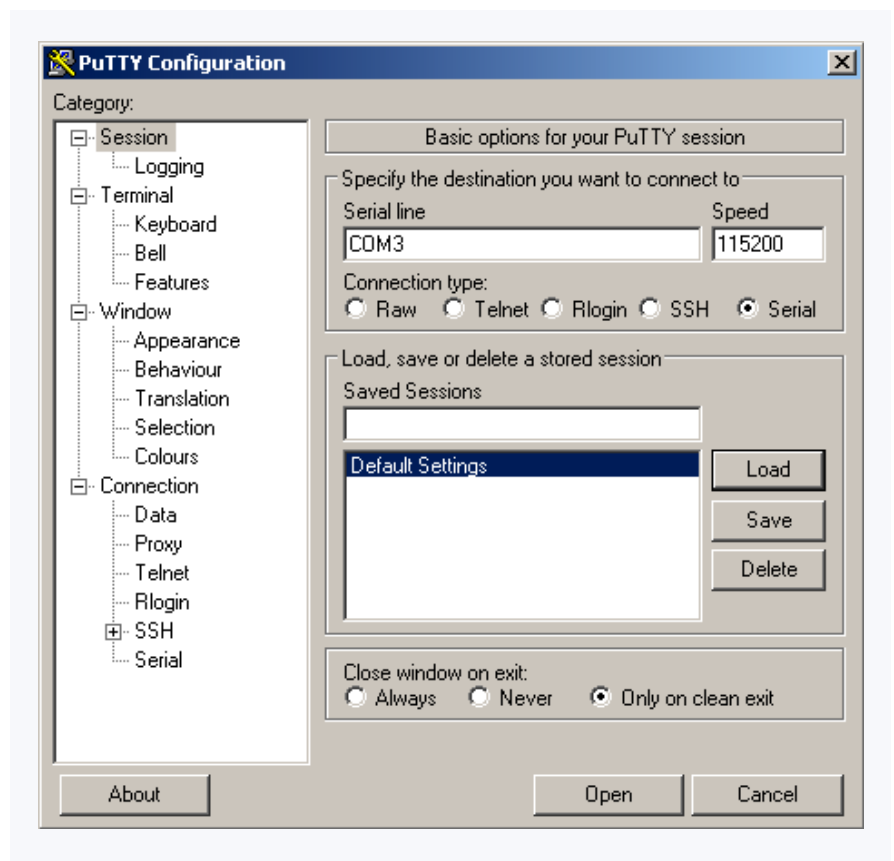 PuTTY Configuration
Category:
Session
Logging
Terminal
Keyboard
Bell
Features
Window
Appearance
Behaviour
Translation
Selection
Colours
Connection
Data
Proxy
Telnet
Rlogin
SSH
Serial
Basic options for your PuTTY session
Specify the destination you want to connect to
Serial line Speed
COM3 115200
Connection type:
Raw Telnet Rlogin SSH Serial
Load, save or delete a stored session
Saved Sessions
Default Settings
Load
Save
Delete
Close window on exit:
Always Never Only on clean exit
About Open Cancel